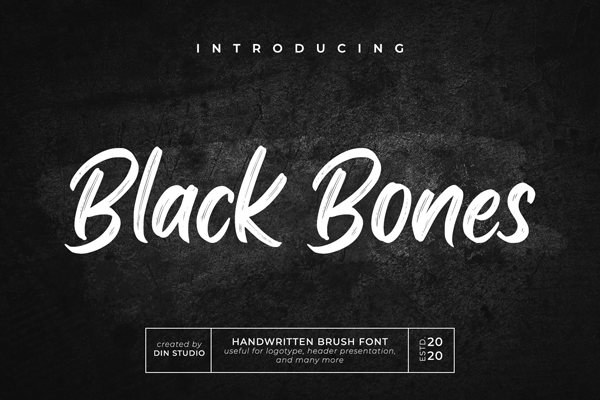 INTRODUCING
Black Bones
created by
DIN STUDIO
HANDWRITTEN BRUSH FONT
useful for logotype, header presentation,
and many more
ESTD.
20
20